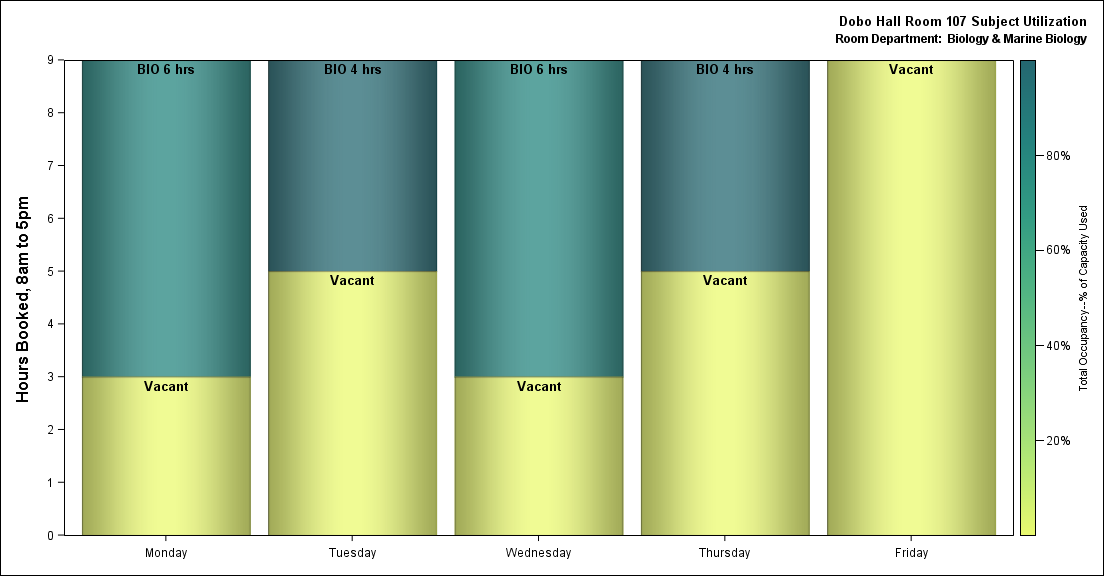 Dobo Hall Room 107 Subject Utilization
Room Department: Biology & Marine Biology
Hours Booked, 8am to 5pm
9
8
7
6
5
4
3
2
1
0
BIO 6 hrs
BIO 4 hrs
BIO 6 hrs
BIO 4 hrs
Vacant
Vacant
Vacant
Vacant
Vacant
Monday
Tuesday
Wednesday
Thursday
Friday
80%
60%
40%
20%
Total Occupancy--% of Capacity Used